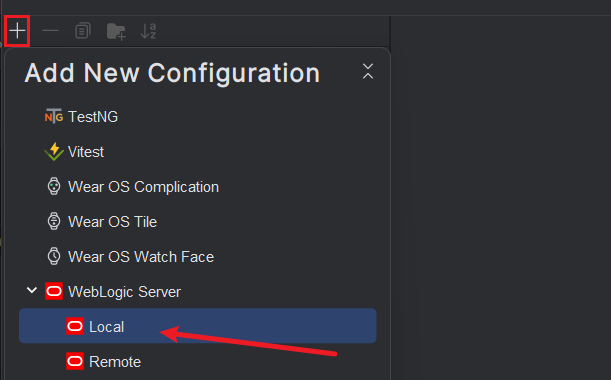 Add New Configuration
TestNG
Vitest
Wear OS Complication
Wear OS Tile
Wear OS Watch Face
WebLogic Server
Local
Remote